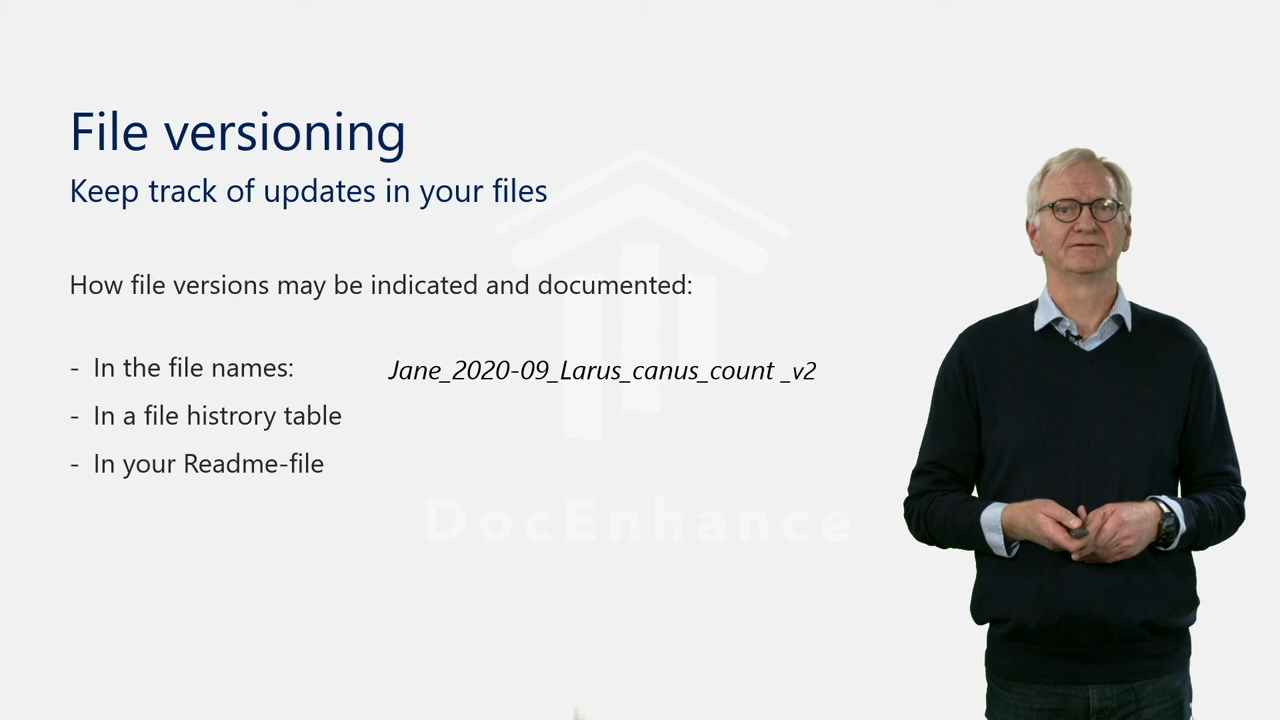 File versioning
Keep track of updates in your files
How file versions may be indicated and documented:
- In the file names: Jane_2020-09_Larus_canus_count _v2
- In a file histrory table
- In your Readme-file
DocEnhance